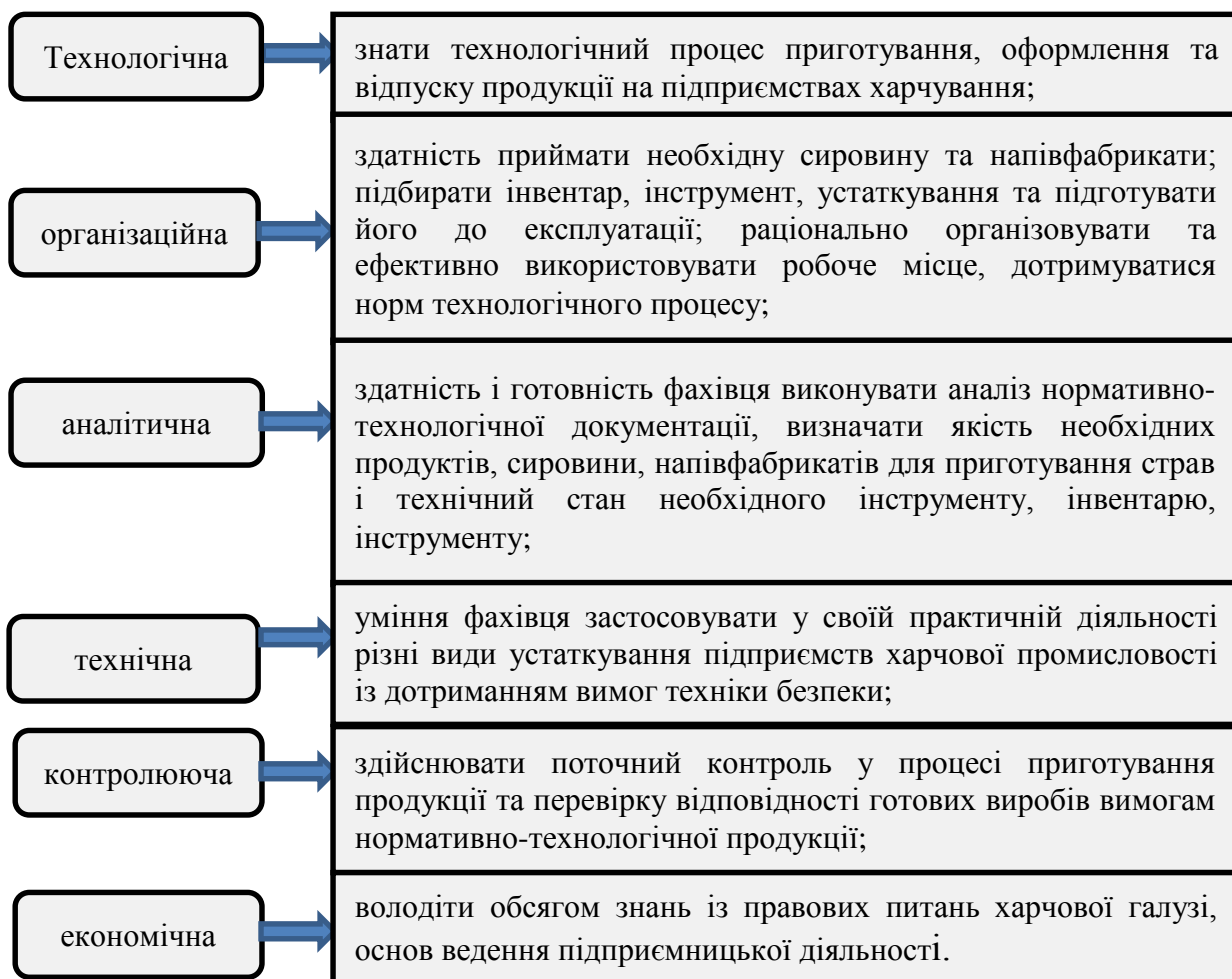 Технологічна
знати технологічний процес приготування, оформлення та
відпуску продукції на підприємствах харчування;
організаційна
здатність приймати необхідну сировину та напівфабрикати;
підбирати інвентар, інструмент, устаткування та підготувати
його до експлуатації; раціонально організовувати та
ефективно використовувати робоче місце, дотримуватися
норм технологічного процесу;
аналітична
здатність і готовність фахівця виконувати аналіз нормативно-
технологічної документації, визначати якість необхідних
продуктів, сировини, напівфабрикатів для приготування страв
і технічний стан необхідного інструменту, інвентарю,
інструменту;
технічна
уміння фахівця застосовувати у своїй практичній діяльності
різні види устаткування підприємств харчової промисловості
із дотриманням вимог техніки безпеки;
контролююча
здійснювати поточний контроль у процесі приготування
продукції та перевірку відповідності готових виробів вимогам
нормативно-технологічної продукції;
економічна
володіти обсягом знань із правових питань харчової галузі,
основ ведення підприємницької діяльності.